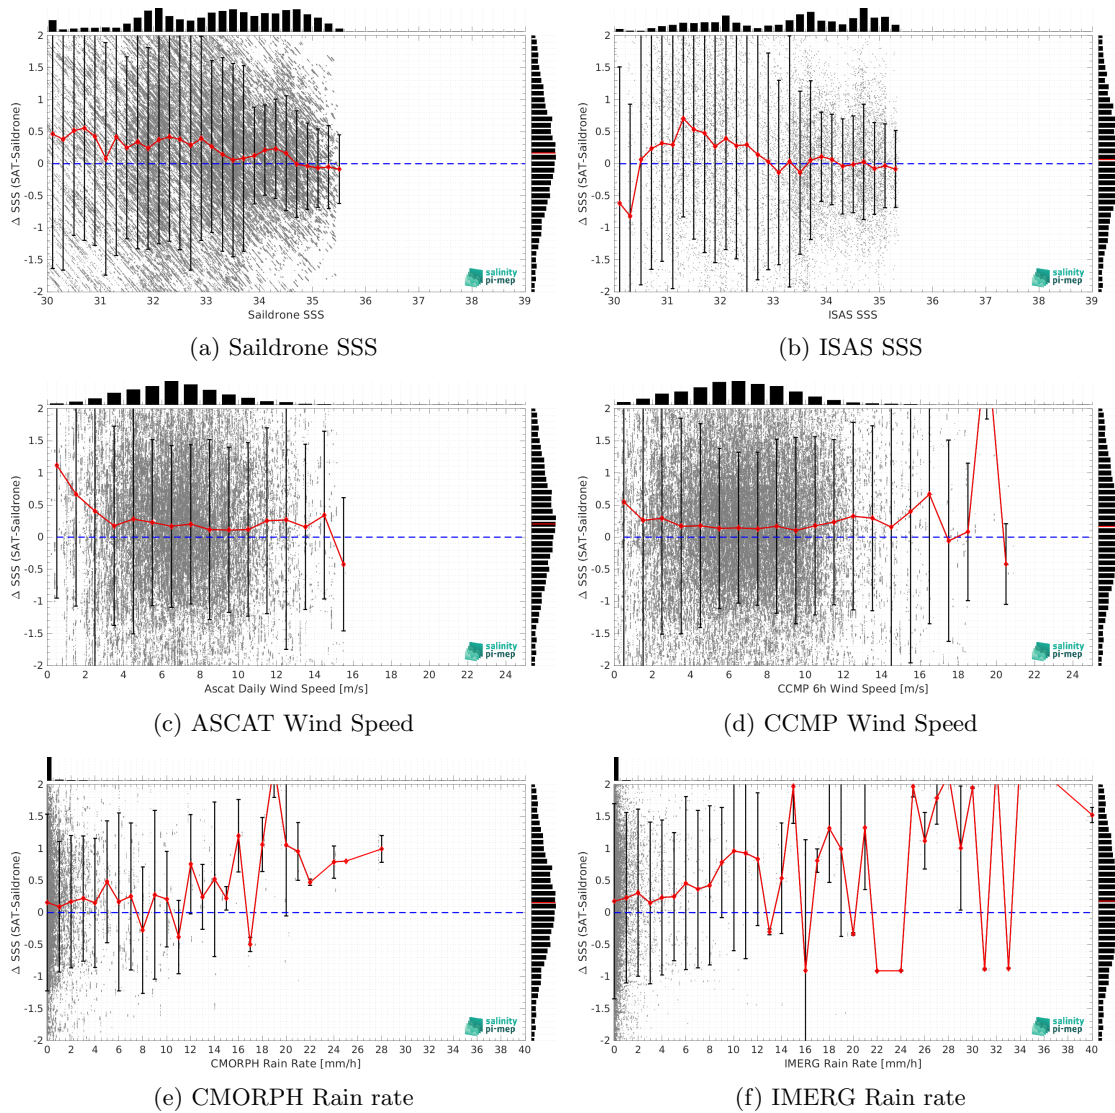 2
1.5
1
0.5
0
-0.5
-1
-1.5
-2
Δ SSS (SAT-Saildrone)
30 31 32 33 34 35 36 37 38 39
Saildrone SSS
salinity
pi-mep
(a) Saildrone SSS
2
1.5
1
0.5
0
-0.5
-1
-1.5
-2
Δ SSS (SAT-Saildrone)
30 31 32 33 34 35 36 37 38 39
ISAS SSS
salinity
pi-mep
(b) ISAS SSS
2
1.5
1
0.5
0
-0.5
-1
-1.5
-2
Δ SSS (SAT-Saildrone)
0 2 4 6 8 10 12 14 16 18 20 22 24
Ascat Daily Wind Speed [m/s]
salinity
pi-mep
(c) ASCAT Wind Speed
2
1.5
1
0.5
0
-0.5
-1
-1.5
-2
Δ SSS (SAT-Saildrone)
0 2 4 6 8 10 12 14 16 18 20 22 24
CCMP 6h Wind Speed [m/s]
salinity
pi-mep
(d) CCMP Wind Speed
2
1.5
1
0.5
0
-0.5
-1
-1.5
-2
Δ SSS (SAT-Saildrone)
0 2 4 6 8 10 12 14 16 18 20 22 24 26 28 30 32 34 36 38 40
CMORPH Rain Rate [mm/h]
salinity
pi-mep
(e) CMORPH Rain rate
2
1.5
1
0.5
0
-0.5
-1
-1.5
-2
Δ SSS (SAT-Saildrone)
0 2 4 6 8 10 12 14 16 18 20 22 24 26 28 30 32 34 36 38 40
IMERG Rain Rate [mm/h]
salinity
pi-mep
(f) IMERG Rain rate